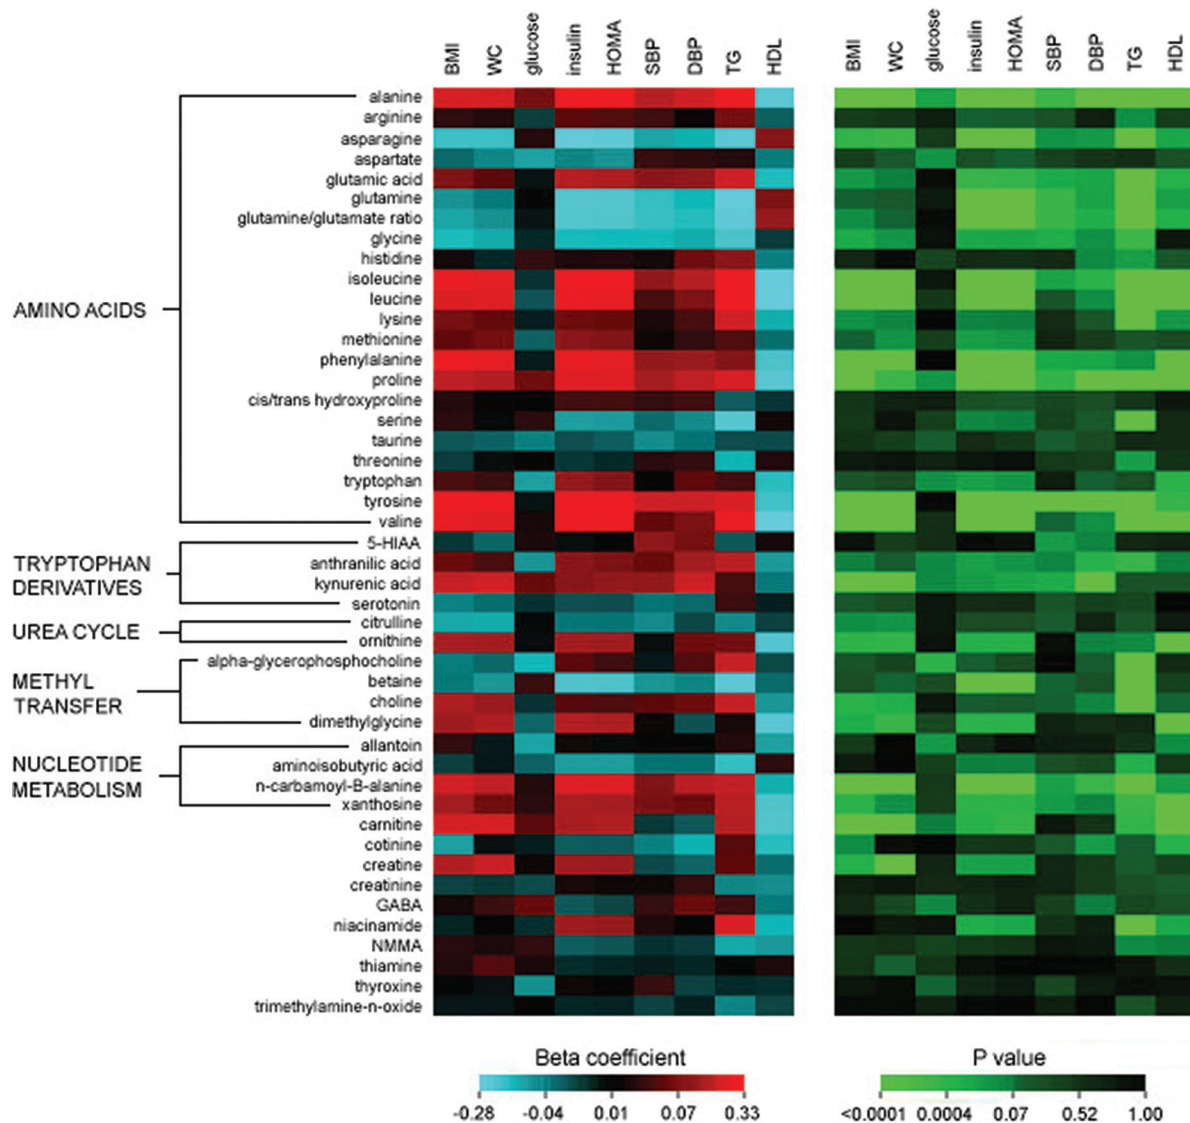 BMI WC glucose insulin HOMA SBP DBP TG HDL
BMI WC glucose insulin HOMA SBP DBP TG HDL
AMINO ACIDS
alanine
arginine
asparagine
aspartate
glutamic acid
glutamine
glutamine/glutamate ratio
glycine
histidine
isoleucine
leucine
lysine
methionine
phenylalanine
proline
cis/trans hydroxyproline
serine
taurine
threonine
tryptophan
tyrosine
valine
TRYPTOPHAN
DERIVATIVES
5-HIAA
anthranilic acid
kynurenic acid
serotonin
UREA CYCLE
citrulline
ornithine
METHYL
TRANSFER
alpha-glycerophosphocholine
betaine
choline
dimethylglycine
NUCLEOTIDE
METABOLISM
allantoin
aminoisobutyric acid
n-carbamoyl-B-alanine
xanthosine
carnitine
cotinine
creatine
creatinine
GABA
niacinamide
NMMA
thiamine
thyroxine
trimethylamine-n-oxide
Beta coefficient
-0.28 -0.04 0.01 0.07 0.33
P value
<0.0001 0.0004 0.07 0.52 1.00